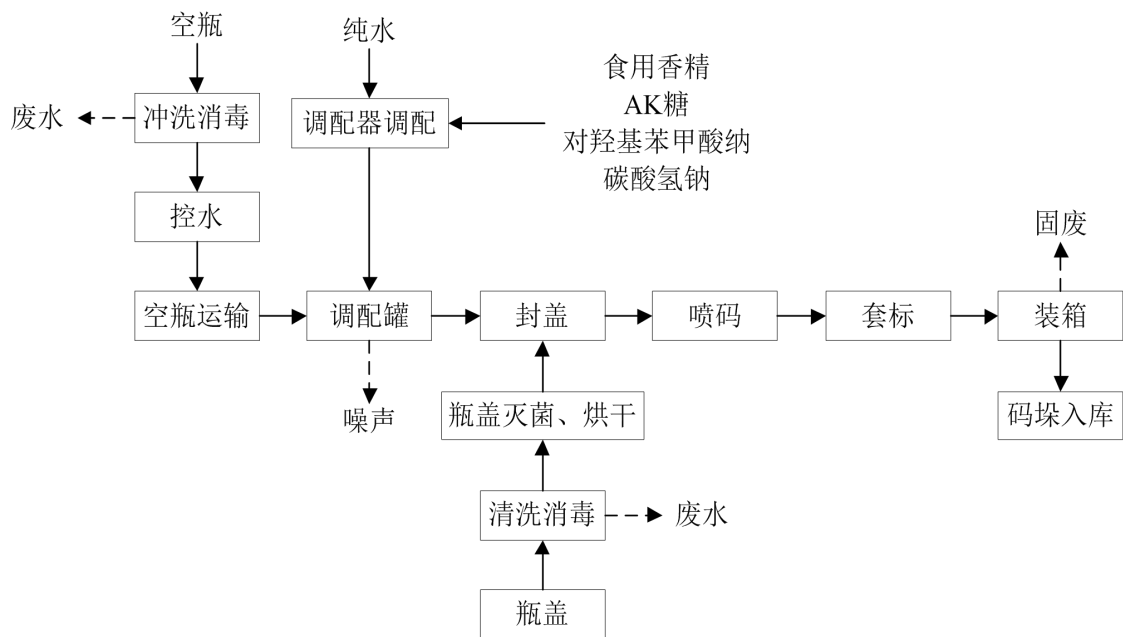 空瓶
纯水
食用香精
AK糖
对羟基苯甲酸纳
碳酸氢钠
废水
冲洗消毒
调配器调配
控水
固废
空瓶运输
调配罐
封盖
喷码
套标
装箱
噪声
瓶盖灭菌、烘干
码垛入库
清洗消毒
废水
瓶盖